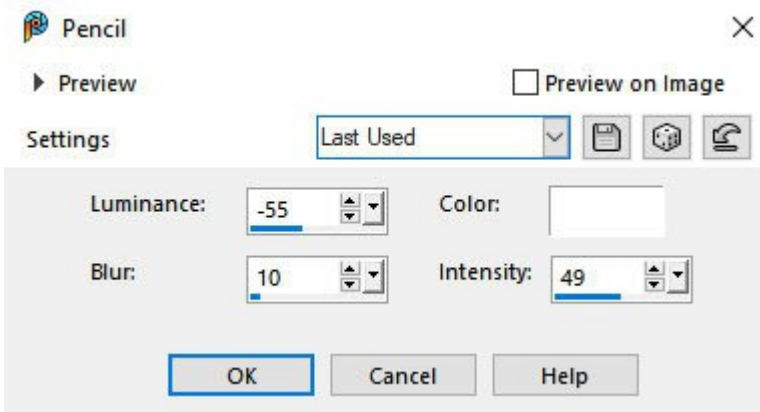 Pencil
Preview
Preview on Image
Settings
Last Used
Luminance:
-55
Color:
Blur:
10
Intensity:
49
OK
Cancel
Help